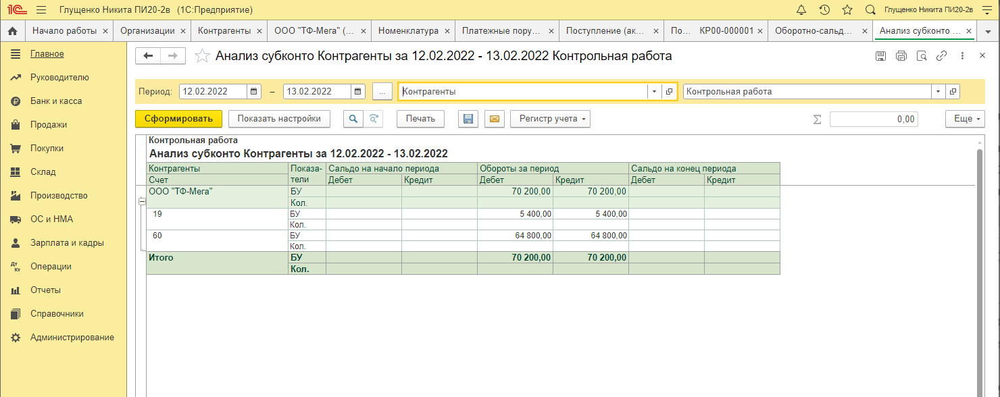 1С Глущенко Никита ПИ20-2в (1С:Предприятие) Глущенко Никита ПИ20-2в
Начало работы × Организации × Контрагенты × ООО "ТФ-Мега" (... × Номенклатура × Платежные пору... × Поступление (ак... × По... КР00-000001 × Оборотно-сальд... × Анализ субконто ... ×
Главное
Руководителю
Банк и касса
Продажи
Покупки
Склад
Производство
ОС и НМА
Зарплата и кадры
Дт Кт Операции
Отчеты
Справочники
Администрирование
Анализ субконто Контрагенты за 12.02.2022 - 13.02.2022 Контрольная работа
Период: 12.02.2022 – 13.02.2022 ... Контрагенты Контрольная работа
Сформировать Показать настройки Печать Регистр учета Σ 0,00 Еще
Контрольная работа
Анализ субконто Контрагенты за 12.02.2022 - 13.02.2022
Контрагенты Показа- Сальдо на начало периода Обороты за период Сальдо на конец периода
Счет тели Дебет Кредит Дебет Кредит Дебет Кредит
ООО "ТФ-Мега" БУ 70 200,00 70 200,00
Кол.
19 БУ 5 400,00 5 400,00
Кол.
60 БУ 64 800,00 64 800,00
Кол.
Итого БУ 70 200,00 70 200,00
Кол.